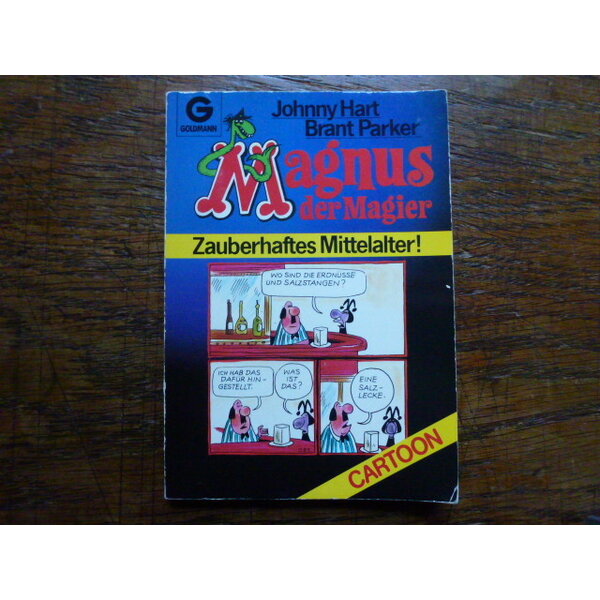 G
GOLDMANN
Johnny Hart
Brant Parker
Magnus
der Magier
Zauberhaftes Mittelalter!
WO SIND DIE ERDNÜSSE
UND SALZSTANGEN?
ICH HAB DAS
DAFÜR HIN-
GESTELLT.
WAS
IST
DAS?
EINE
SALZ-
LECKE.
CARTOON